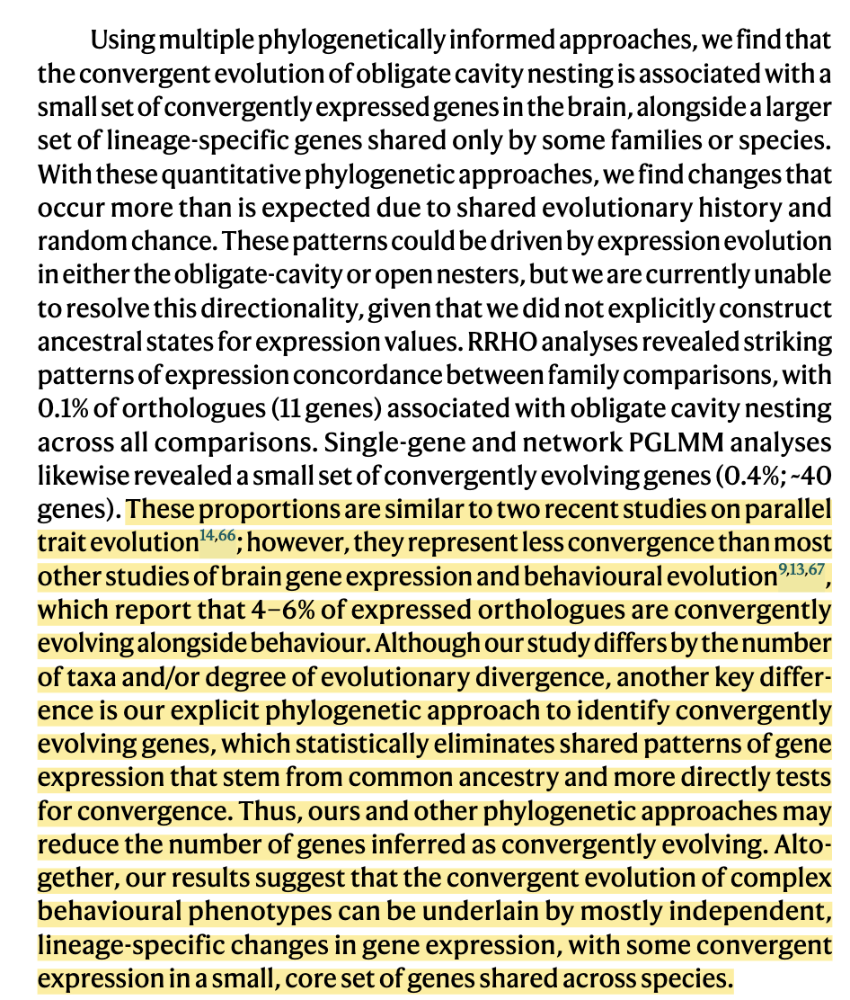 Using multiple phylogenetically informed approaches, we find that
the convergent evolution of obligate cavity nesting is associated with a
small set of convergently expressed genes in the brain, alongside a larger
set of lineage-specific genes shared only by some families or species.
With these quantitative phylogenetic approaches, we find changes that
occur more than is expected due to shared evolutionary history and
random chance. These patterns could be driven by expression evolution
in either the obligate-cavity or open nesters, but we are currently unable
to resolve this directionality, given that we did not explicitly construct
ancestral states for expression values. RRHO analyses revealed striking
patterns of expression concordance between family comparisons, with
0.1% of orthologues (11 genes) associated with obligate cavity nesting
across all comparisons. Single-gene and network PGLMM analyses
likewise revealed a small set of convergently evolving genes (0.4%; ~40
genes). These proportions are similar to two recent studies on parallel
trait evolution14,66; however, they represent less convergence than most
other studies of brain gene expression and behavioural evolution9,13,67,
which report that 4–6% of expressed orthologues are convergently
evolving alongside behaviour. Although our study differs by the number
of taxa and/or degree of evolutionary divergence, another key differ-
ence is our explicit phylogenetic approach to identify convergently
evolving genes, which statistically eliminates shared patterns of gene
expression that stem from common ancestry and more directly tests
for convergence. Thus, ours and other phylogenetic approaches may
reduce the number of genes inferred as convergently evolving. Alto-
gether, our results suggest that the convergent evolution of complex
behavioural phenotypes can be underlain by mostly independent,
lineage-specific changes in gene expression, with some convergent
expression in a small, core set of genes shared across species.